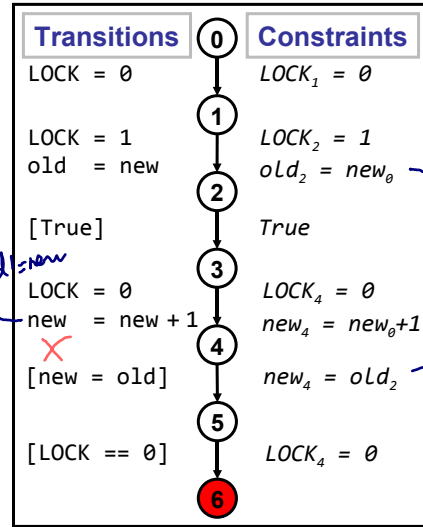 Transitions 0 Constraints
LOCK = 0 LOCK₁ = 0
1
LOCK = 1 LOCK₂ = 1
old = new old₂ = new₀
2
[True] True
3
LOCK = 0 LOCK₄ = 0
new = new + 1 new₄ = new₀+1
4
[new = old] new₄ = old₂
5
[LOCK == 0] LOCK₄ = 0
6